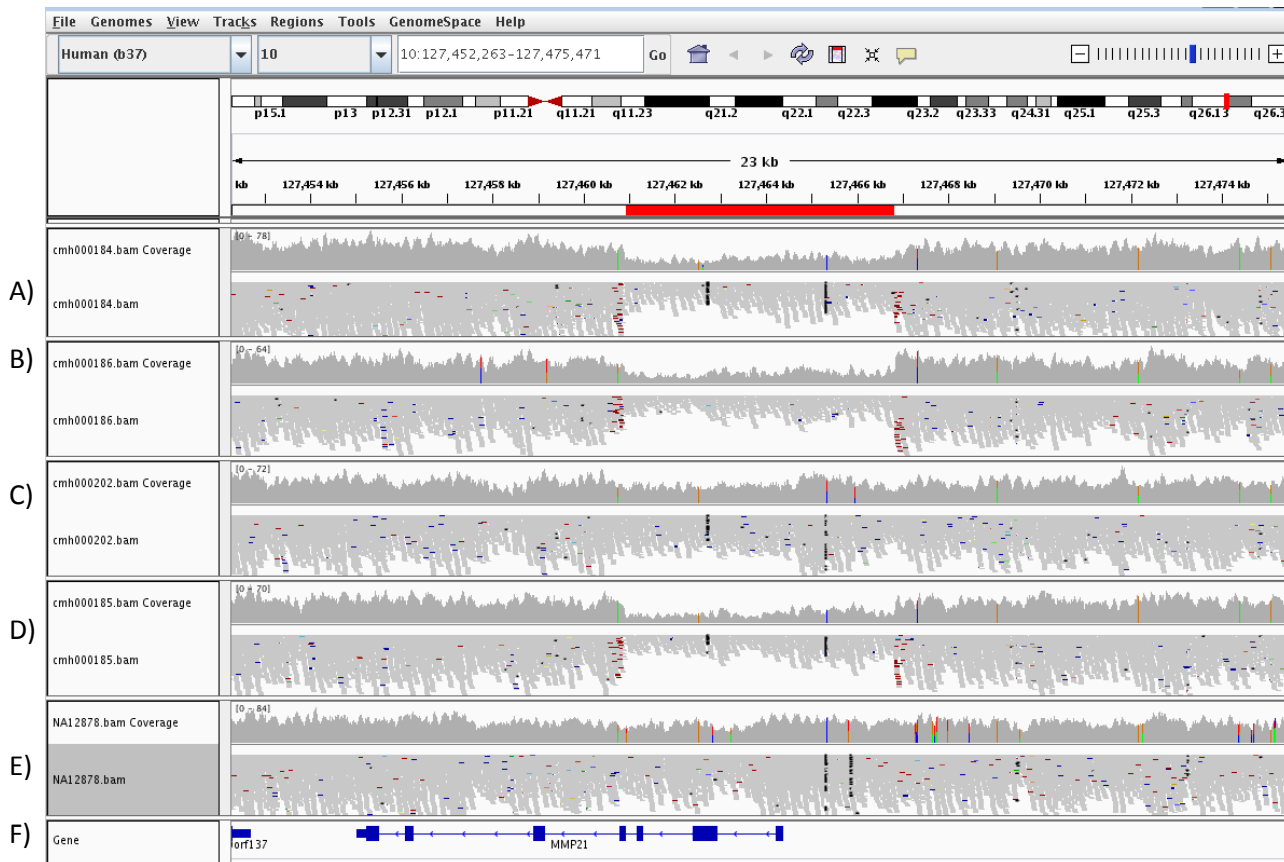 File Genomes View Tracks Regions Tools GenomeSpace Help
Human (b37) 10 10:127,452,263-127,475,471 Go
p15.1 p13 p12.31 p12.1 p11.21 q11.21 q11.23 q21.2 q22.1 q22.3 q23.2 q23.33 q24.31 q25.1 q25.3 q26.13 q26.3
23 kb
kb 127,454 kb 127,456 kb 127,458 kb 127,460 kb 127,462 kb 127,464 kb 127,466 kb 127,468 kb 127,470 kb 127,472 kb 127,474 kb
cmh000184.bam Coverage [0 - 78]
A) cmh000184.bam
B) cmh000186.bam Coverage [0 - 64]
cmh000186.bam
C) cmh000202.bam Coverage [0 - 72]
cmh000202.bam
cmh000185.bam Coverage [0 - 70]
D) cmh000185.bam
NA12878.bam Coverage [0 - 84]
E) NA12878.bam
F) Gene orf137 MMP21